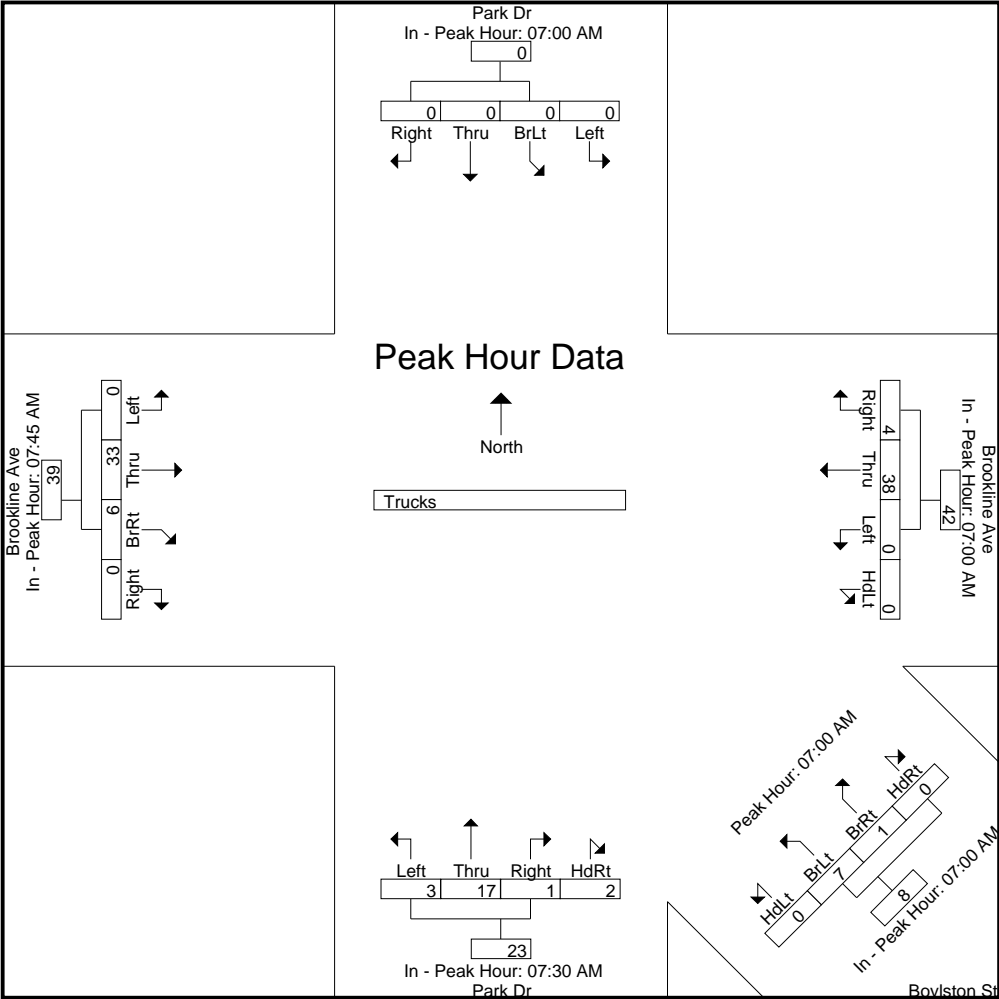 Park Dr
In - Peak Hour: 07:00 AM
0
0 0 0 0
Right Thru BrLt Left
Peak Hour Data
North
Trucks
Brookline Ave
In - Peak Hour: 07:45 AM
39
0 33 6 0
Left Thru BrRt Right
Brookline Ave
In - Peak Hour: 07:00 AM
42
4 38 0 0
Right Thru Left HdLt
Peak Hour: 07:00 AM
HdLt BrLt BrRt HdRt
0 7 1 0
8
In - Peak Hour: 07:00 AM
Boylston St
Left Thru Right HdRt
3 17 1 2
23
In - Peak Hour: 07:30 AM
Park Dr